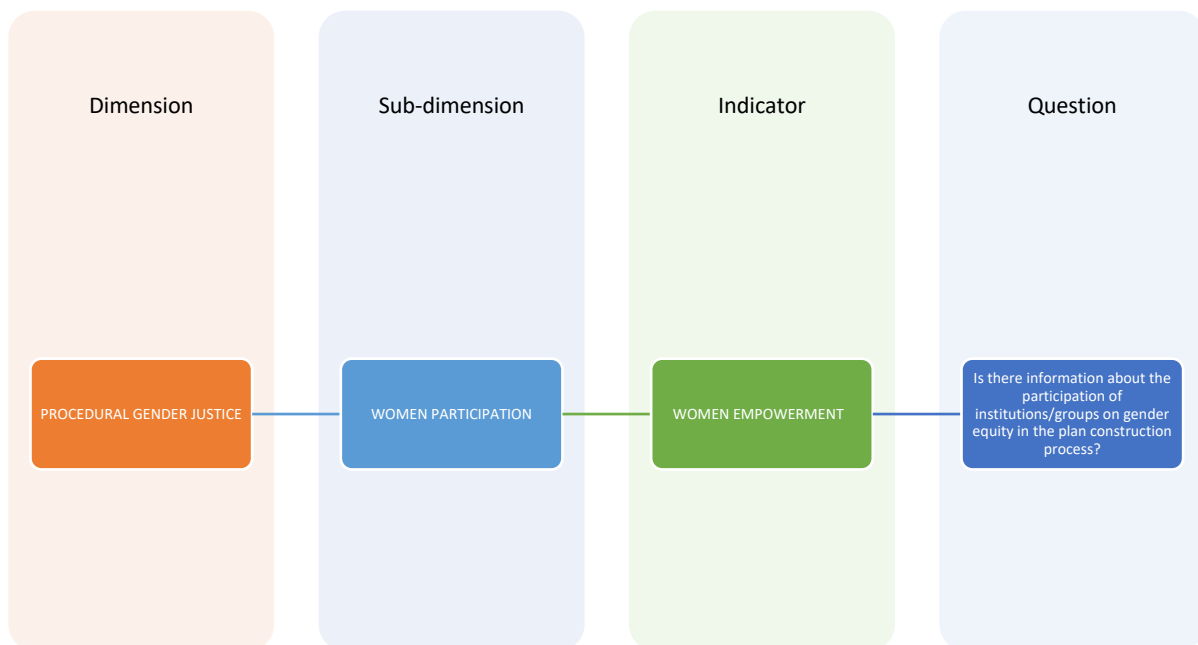 Dimension
Sub-dimension
Indicator
Question
PROCEDURAL GENDER JUSTICE
WOMEN PARTICIPATION
WOMEN EMPOWERMENT
Is there information about the
participation of
institutions/groups on gender
equity in the plan construction
process?